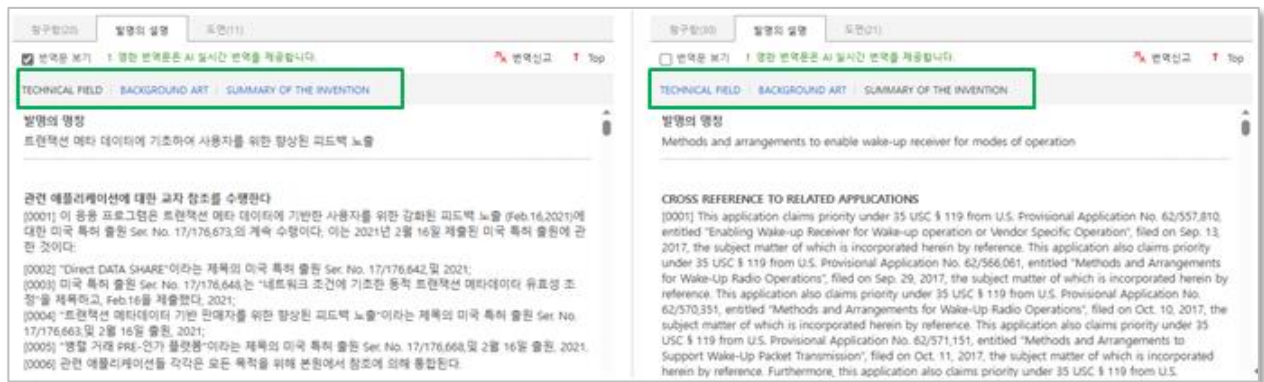 청구항(20) 발명의 설명 도면(11)
번역문 보기 ! 영한 번역문은 AI 실시간 번역을 제공합니다. 번역신고 Top
TECHNICAL FIELD BACKGROUND ART SUMMARY OF THE INVENTION
발명의 명칭
트랜잭션 메타 데이터에 기초하여 사용자를 위한 향상된 피드백 노출
관련 애플리케이션에 대한 교차 참조를 수행한다
[0001] 이 응용 프로그램은 트랜잭션 메타 데이터에 기반한 사용자를 위한 강화된 피드백 노출 (Feb.16,2021)에
대한 미국 특허 출원 Ser. No. 17/176,673,의 계속 수행이다, 이는 2021년 2월 16일 제출된 미국 특허 출원에 관
한 것이다:
[0002] "Direct DATA SHARE"이라는 제목의 미국 특허 출원 Ser. No. 17/176,642,및 2021;
[0003] 미국 특허 출원 Ser. No. 17/176,648,는 "네트워크 조건에 기초한 동적 트랜잭션 메타데이터 유효성 조
정"을 제목하고, Feb.16을 제출했다, 2021;
[0004] "트랜잭션 메타데이터 기반 판매자를 위한 향상된 피드백 노출"이라는 제목의 미국 특허 출원 Ser. No.
17/176,663,및 2월 16일 출원, 2021;
[0005] "병렬 거래 PRE-인가 플랫폼"이라는 제목의 미국 특허 출원 Ser. No. 17/176,668,및 2월 16일 출원, 2021.
[0006] 관련 애플리케이션들 각각은 모든 목적을 위해 본원에서 참조에 의해 통합된다.
청구항(30) 발명의 설명 도면(21)
번역문 보기 ! 영한 번역문은 AI 실시간 번역을 제공합니다. 번역신고 Top
TECHNICAL FIELD BACKGROUND ART SUMMARY OF THE INVENTION
발명의 명칭
Methods and arrangements to enable wake-up receiver for modes of operation
CROSS REFERENCE TO RELATED APPLICATIONS
[0001] This application claims priority under 35 USC § 119 from U.S. Provisional Application No. 62/557,810,
entitled "Enabling Wake-up Receiver for Wake-up operation or Vendor Specific Operation", filed on Sep. 13,
2017, the subject matter of which is incorporated herein by reference. This application also claims priority
under 35 USC § 119 from U.S. Provisional Application No. 62/566,061, entitled "Methods and Arrangements
for Wake-Up Radio Operations", filed on Sep. 29, 2017, the subject matter of which is incorporated herein by
reference. This application also claims priority under 35 USC § 119 from U.S. Provisional Application No.
62/570,351, entitled "Methods and Arrangements for Wake-Up Radio Operations", filed on Oct. 10, 2017, the
subject matter of which is incorporated herein by reference. This application also claims priority under 35
USC § 119 from U.S. Provisional Application No. 62/571,151, entitled "Methods and Arrangements to
Support Wake-Up Packet Transmission", filed on Oct. 11, 2017, the subject matter of which is incorporated
herein by reference. Furthermore, this application also claims priority under 35 USC § 119 from U.S.